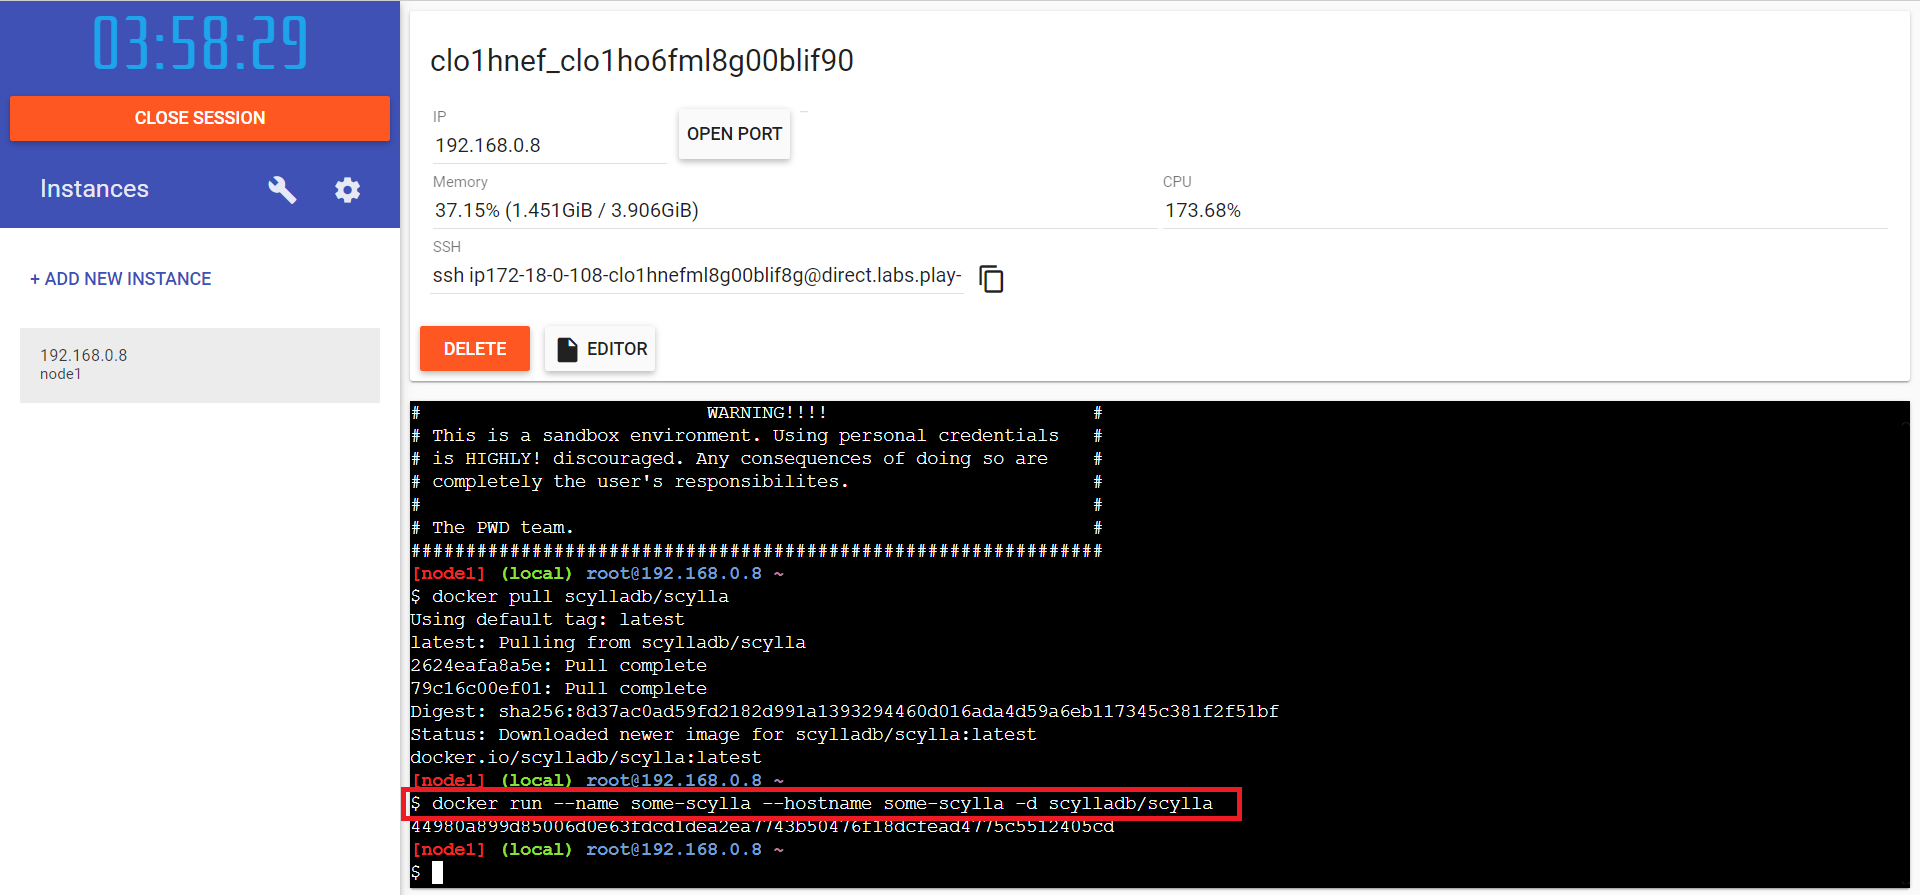 03:58:29
CLOSE SESSION
Instances
+ ADD NEW INSTANCE
192.168.0.8
node1
clo1hnef_clo1ho6fml8g00blif90
IP
192.168.0.8
OPEN PORT
Memory
37.15% (1.451GiB / 3.906GiB)
CPU
173.68%
SSH
ssh ip172-18-0-108-clo1hnefml8g00blif8g@direct.labs.play-
DELETE
EDITOR
# WARNING!!!! #
# This is a sandbox environment. Using personal credentials #
# is HIGHLY! discouraged. Any consequences of doing so are #
# completely the user's responsibilites. #
# #
# The PWD team. #
###############################################################
[node1] (local) root@192.168.0.8 ~
$ docker pull scylladb/scylla
Using default tag: latest
latest: Pulling from scylladb/scylla
2624eafa8a5e: Pull complete
79c16c00ef01: Pull complete
Digest: sha256:8d37ac0ad59fd2182d991a1393294460d016ada4d59a6eb117345c381f2f51bf
Status: Downloaded newer image for scylladb/scylla:latest
docker.io/scylladb/scylla:latest
[node1] (local) root@192.168.0.8 ~
$ docker run --name some-scylla --hostname some-scylla -d scylladb/scylla
44980a899d85006d0e63fdcd1dea2ea7743b50476f18dcfead4775c5512405cd
[node1] (local) root@192.168.0.8 ~
$